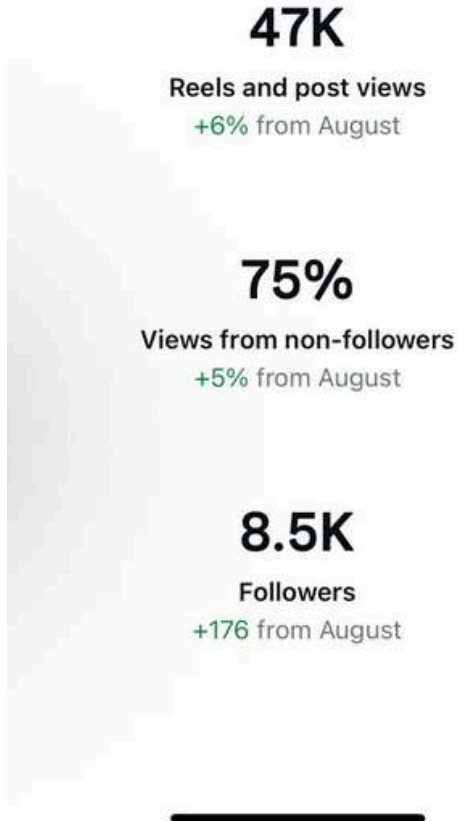 47K
Reels and post views
+6% from August
75%
Views from non-followers
+5% from August
8.5K
Followers
+176 from August